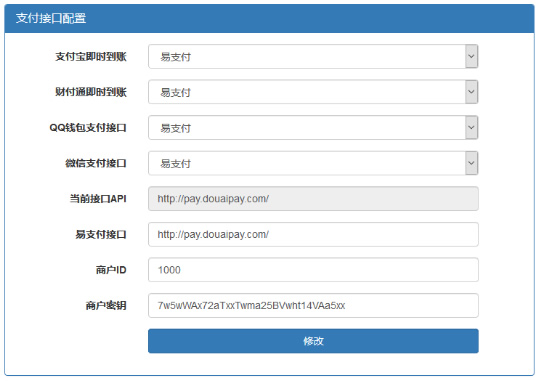 支付接口配置
支付宝即时到账 易支付
财付通即时到账 易支付
QQ钱包支付接口 易支付
微信支付接口 易支付
当前接口API http://pay.douaipay.com/
易支付接口 http://pay.douaipay.com/
商户ID 1000
商户密钥 7w5wWAx72aTxxTwma25BVwht14VAa5xx
修改